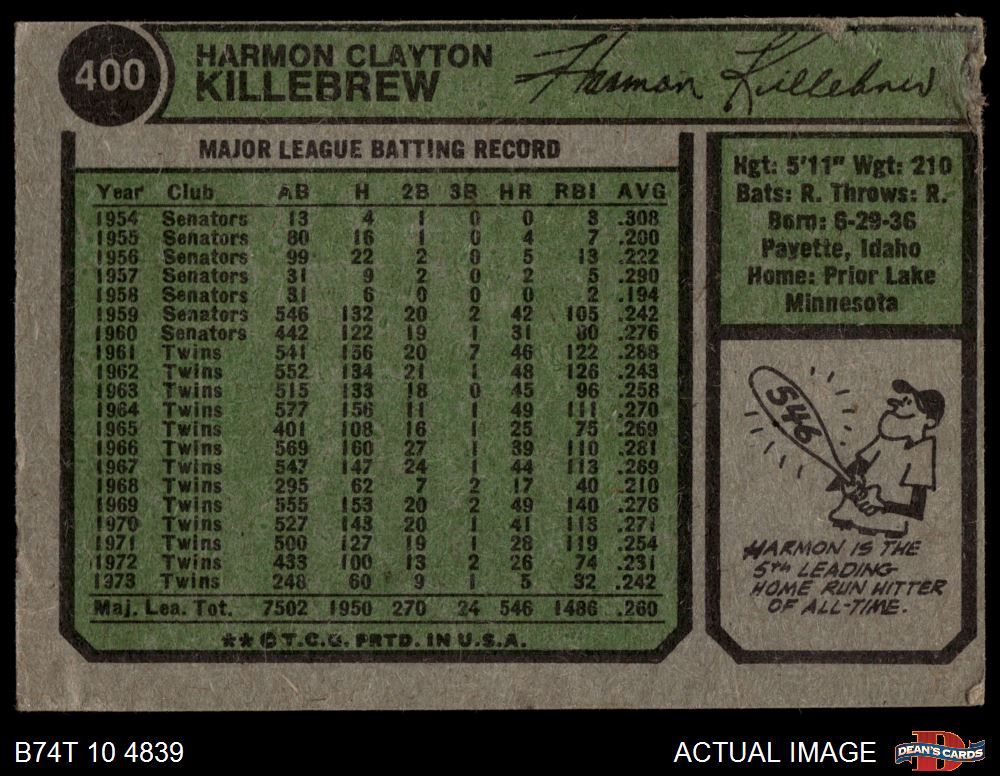 400
HARMON CLAYTON
KILLEBREW
Harmon Killebrew
MAJOR LEAGUE BATTING RECORD
Year Club AB H 2B 3B HR RBI AVG
1954 Senators 13 4 1 0 0 3 .308
1955 Senators 80 16 1 0 4 7 .200
1956 Senators 99 22 2 0 5 13 .222
1957 Senators 31 9 2 0 2 5 .290
1958 Senators 31 6 0 0 0 2 .194
1959 Senators 546 132 20 2 42 105 .242
1960 Senators 442 122 19 1 31 80 .276
1961 Twins 541 156 20 7 46 122 .288
1962 Twins 552 134 21 1 48 126 .243
1963 Twins 515 133 18 0 45 96 .258
1964 Twins 577 156 11 1 49 111 .270
1965 Twins 401 108 16 1 25 75 .269
1966 Twins 569 160 27 1 39 110 .281
1967 Twins 547 147 24 1 44 113 .269
1968 Twins 295 62 7 2 17 40 .210
1969 Twins 555 153 20 2 49 140 .276
1970 Twins 527 143 20 1 41 113 .271
1971 Twins 500 127 19 1 28 119 .254
1972 Twins 433 100 13 2 26 74 .231
1973 Twins 248 60 9 1 5 32 .242
Maj. Lea. Tot. 7502 1950 270 24 546 1486 .260
** © T.C.G. PRTD. IN U.S.A.
Hgt: 5'11" Wgt: 210
Bats: R. Throws: R.
Born: 6-29-36
Payette, Idaho
Home: Prior Lake
Minnesota
546
HARMON IS THE
5TH LEADING
HOME RUN HITTER
OF ALL-TIME.
B74T 10 4839
ACTUAL IMAGE
DEAN'S CARDS